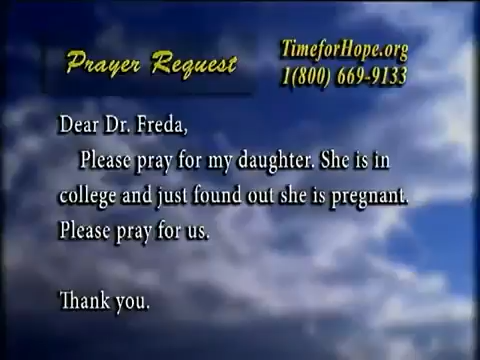 Prayer Request
TimeforHope.org
1(800) 669-9133
Dear Dr. Freda,
Please pray for my daughter. She is in
college and just found out she is pregnant.
Please pray for us.
Thank you.